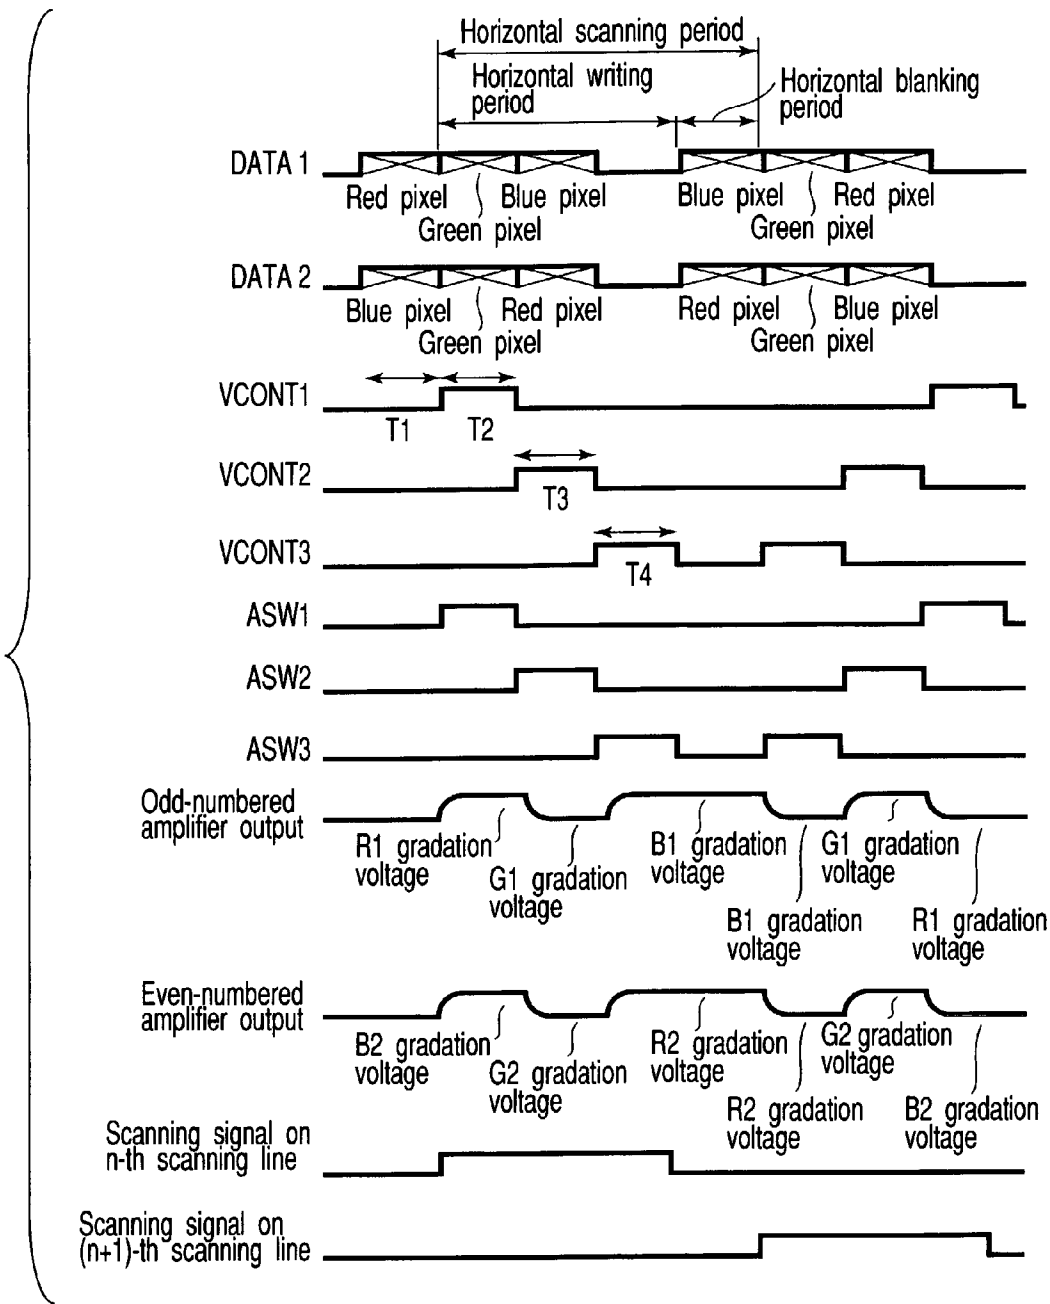 Horizontal scanning period
Horizontal writing
period
Horizontal blanking
period
DATA 1
Red pixel
Blue pixel
Green pixel
Blue pixel
Red pixel
Green pixel
DATA 2
Blue pixel
Red pixel
Green pixel
Red pixel
Blue pixel
Green pixel
VCONT1
T1
T2
VCONT2
T3
VCONT3
T4
ASW1
ASW2
ASW3
Odd-numbered
amplifier output
R1 gradation
voltage
G1 gradation
voltage
B1 gradation
voltage
B1 gradation
voltage
G1 gradation
voltage
R1 gradation
voltage
Even-numbered
amplifier output
B2 gradation
voltage
G2 gradation
voltage
R2 gradation
voltage
R2 gradation
voltage
G2 gradation
voltage
B2 gradation
voltage
Scanning signal on
n-th scanning line
Scanning signal on
(n+1)-th scanning line